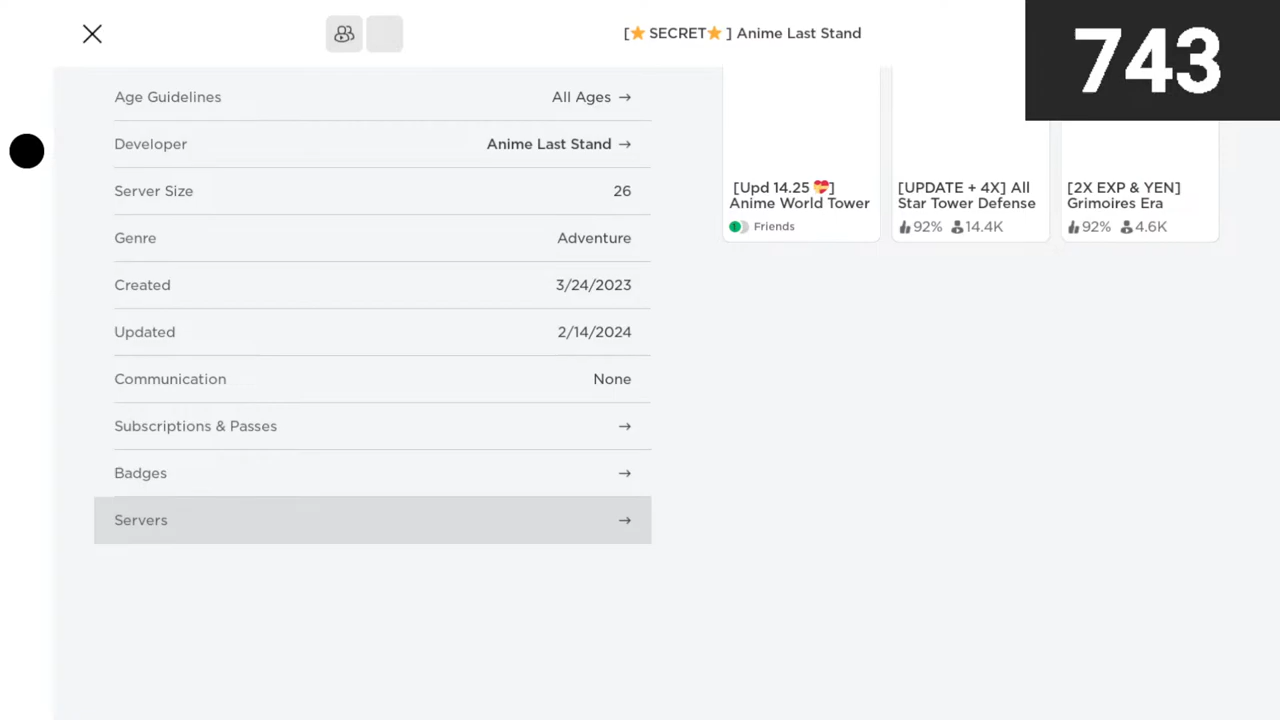 [⭐ SECRET⭐ ] Anime Last Stand
743
Age Guidelines All Ages →
Developer Anime Last Stand →
Server Size 26
Genre Adventure
Created 3/24/2023
Updated 2/14/2024
Communication None
Subscriptions & Passes →
Badges →
Servers →
[Upd 14.25 💝]
Anime World Tower
1 Friends
[UPDATE + 4X] All
Star Tower Defense
92% 14.4K
[2X EXP & YEN]
Grimoires Era
92% 4.6K